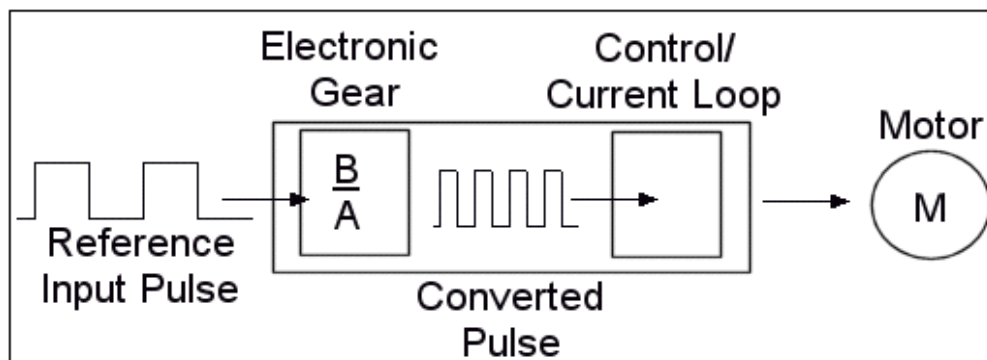 Electronic
Gear
Control/
Current Loop
Motor
B
A
M
Reference
Input Pulse
Converted
Pulse